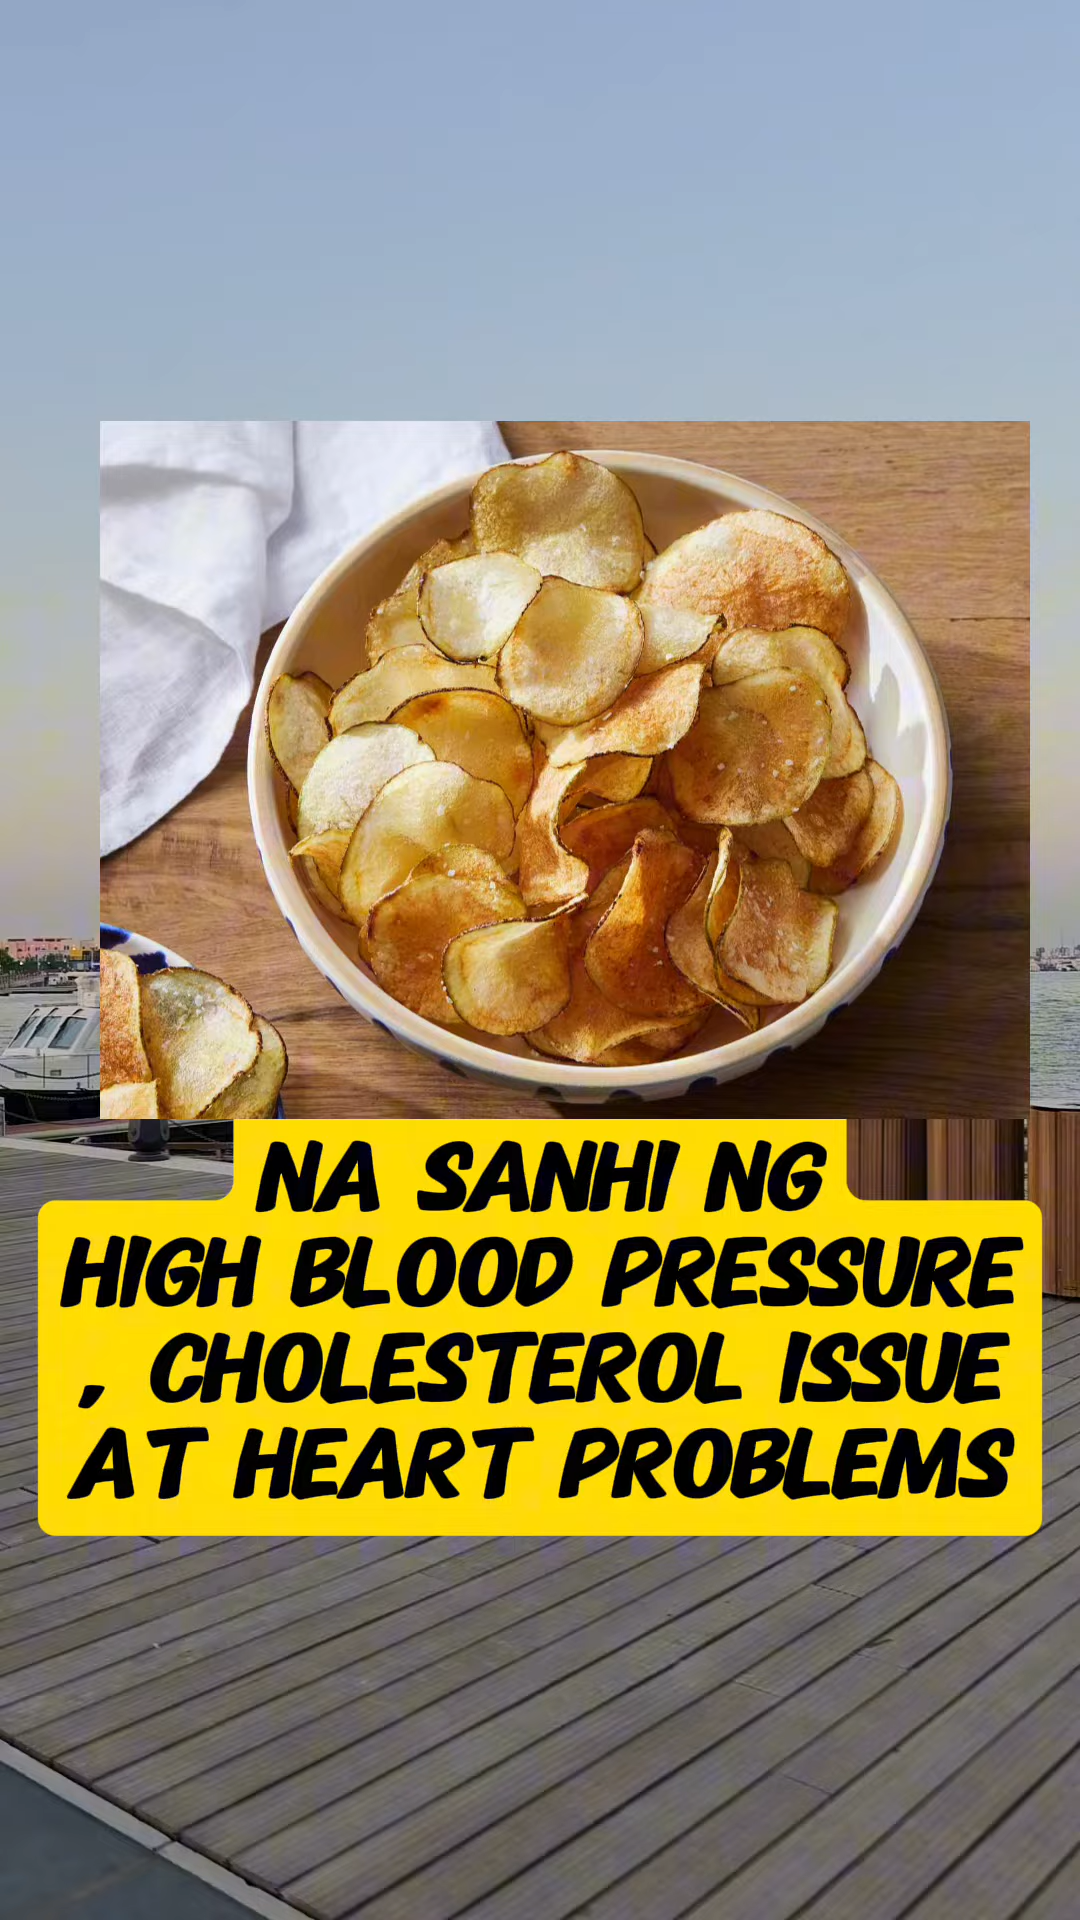 NA SANHI NG
HIGH BLOOD PRESSURE
, CHOLESTEROL ISSUE
AT HEART PROBLEMS